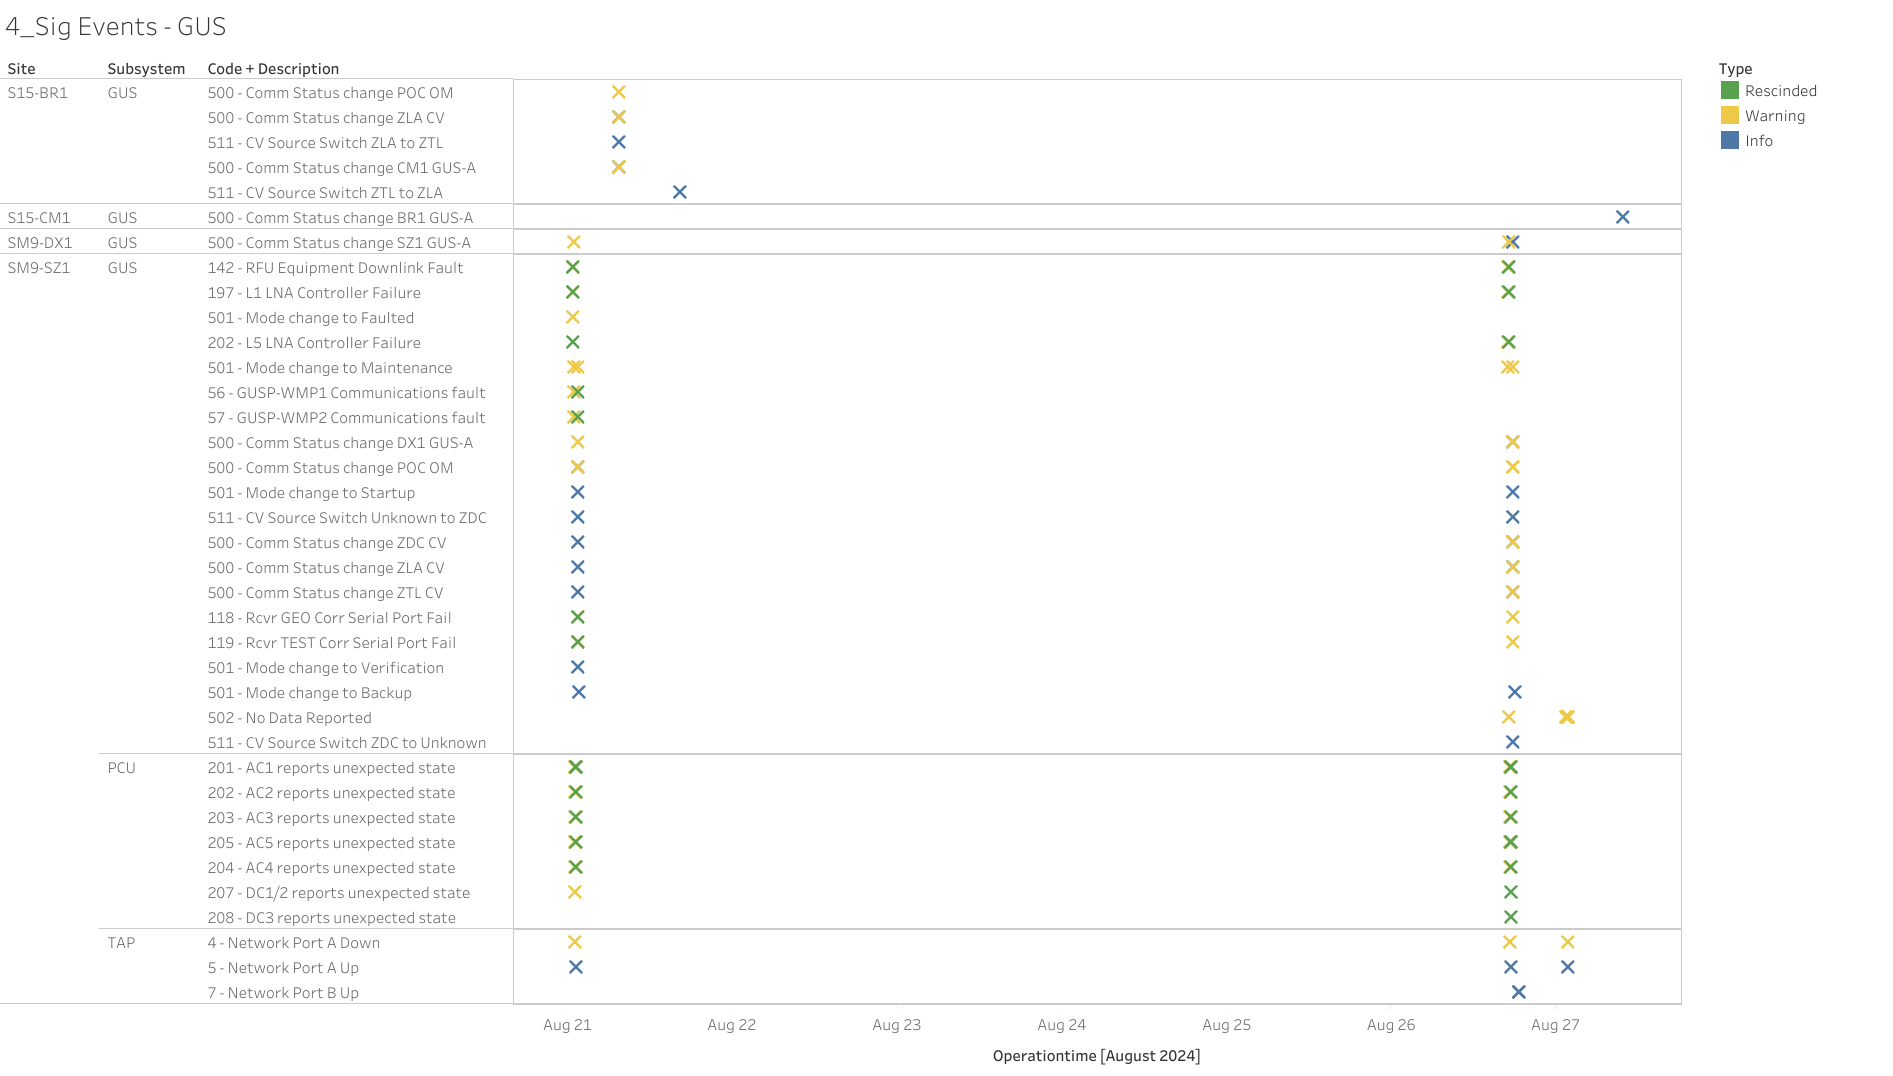 4_Sig Events - GUS
Site Subsystem Code + Description
Type
S15-BR1 GUS 500 - Comm Status change POC OM
Rescinded
500 - Comm Status change ZLA CV
Warning
511 - CV Source Switch ZLA to ZTL
Info
500 - Comm Status change CM1 GUS-A
511 - CV Source Switch ZTL to ZLA
S15-CM1 GUS 500 - Comm Status change BR1 GUS-A
SM9-DX1 GUS 500 - Comm Status change SZ1 GUS-A
SM9-SZ1 GUS 142 - RFU Equipment Downlink Fault
197 - L1 LNA Controller Failure
501 - Mode change to Faulted
202 - L5 LNA Controller Failure
501 - Mode change to Maintenance
56 - GUSP-WMP1 Communications fault
57 - GUSP-WMP2 Communications fault
500 - Comm Status change DX1 GUS-A
500 - Comm Status change POC OM
501 - Mode change to Startup
511 - CV Source Switch Unknown to ZDC
500 - Comm Status change ZDC CV
500 - Comm Status change ZLA CV
500 - Comm Status change ZTL CV
118 - Rcvr GEO Corr Serial Port Fail
119 - Rcvr TEST Corr Serial Port Fail
501 - Mode change to Verification
501 - Mode change to Backup
502 - No Data Reported
511 - CV Source Switch ZDC to Unknown
PCU 201 - AC1 reports unexpected state
202 - AC2 reports unexpected state
203 - AC3 reports unexpected state
205 - AC5 reports unexpected state
204 - AC4 reports unexpected state
207 - DC1/2 reports unexpected state
208 - DC3 reports unexpected state
TAP 4 - Network Port A Down
5 - Network Port A Up
7 - Network Port B Up
Aug 21 Aug 22 Aug 23 Aug 24 Aug 25 Aug 26 Aug 27
Operationtime [August 2024]